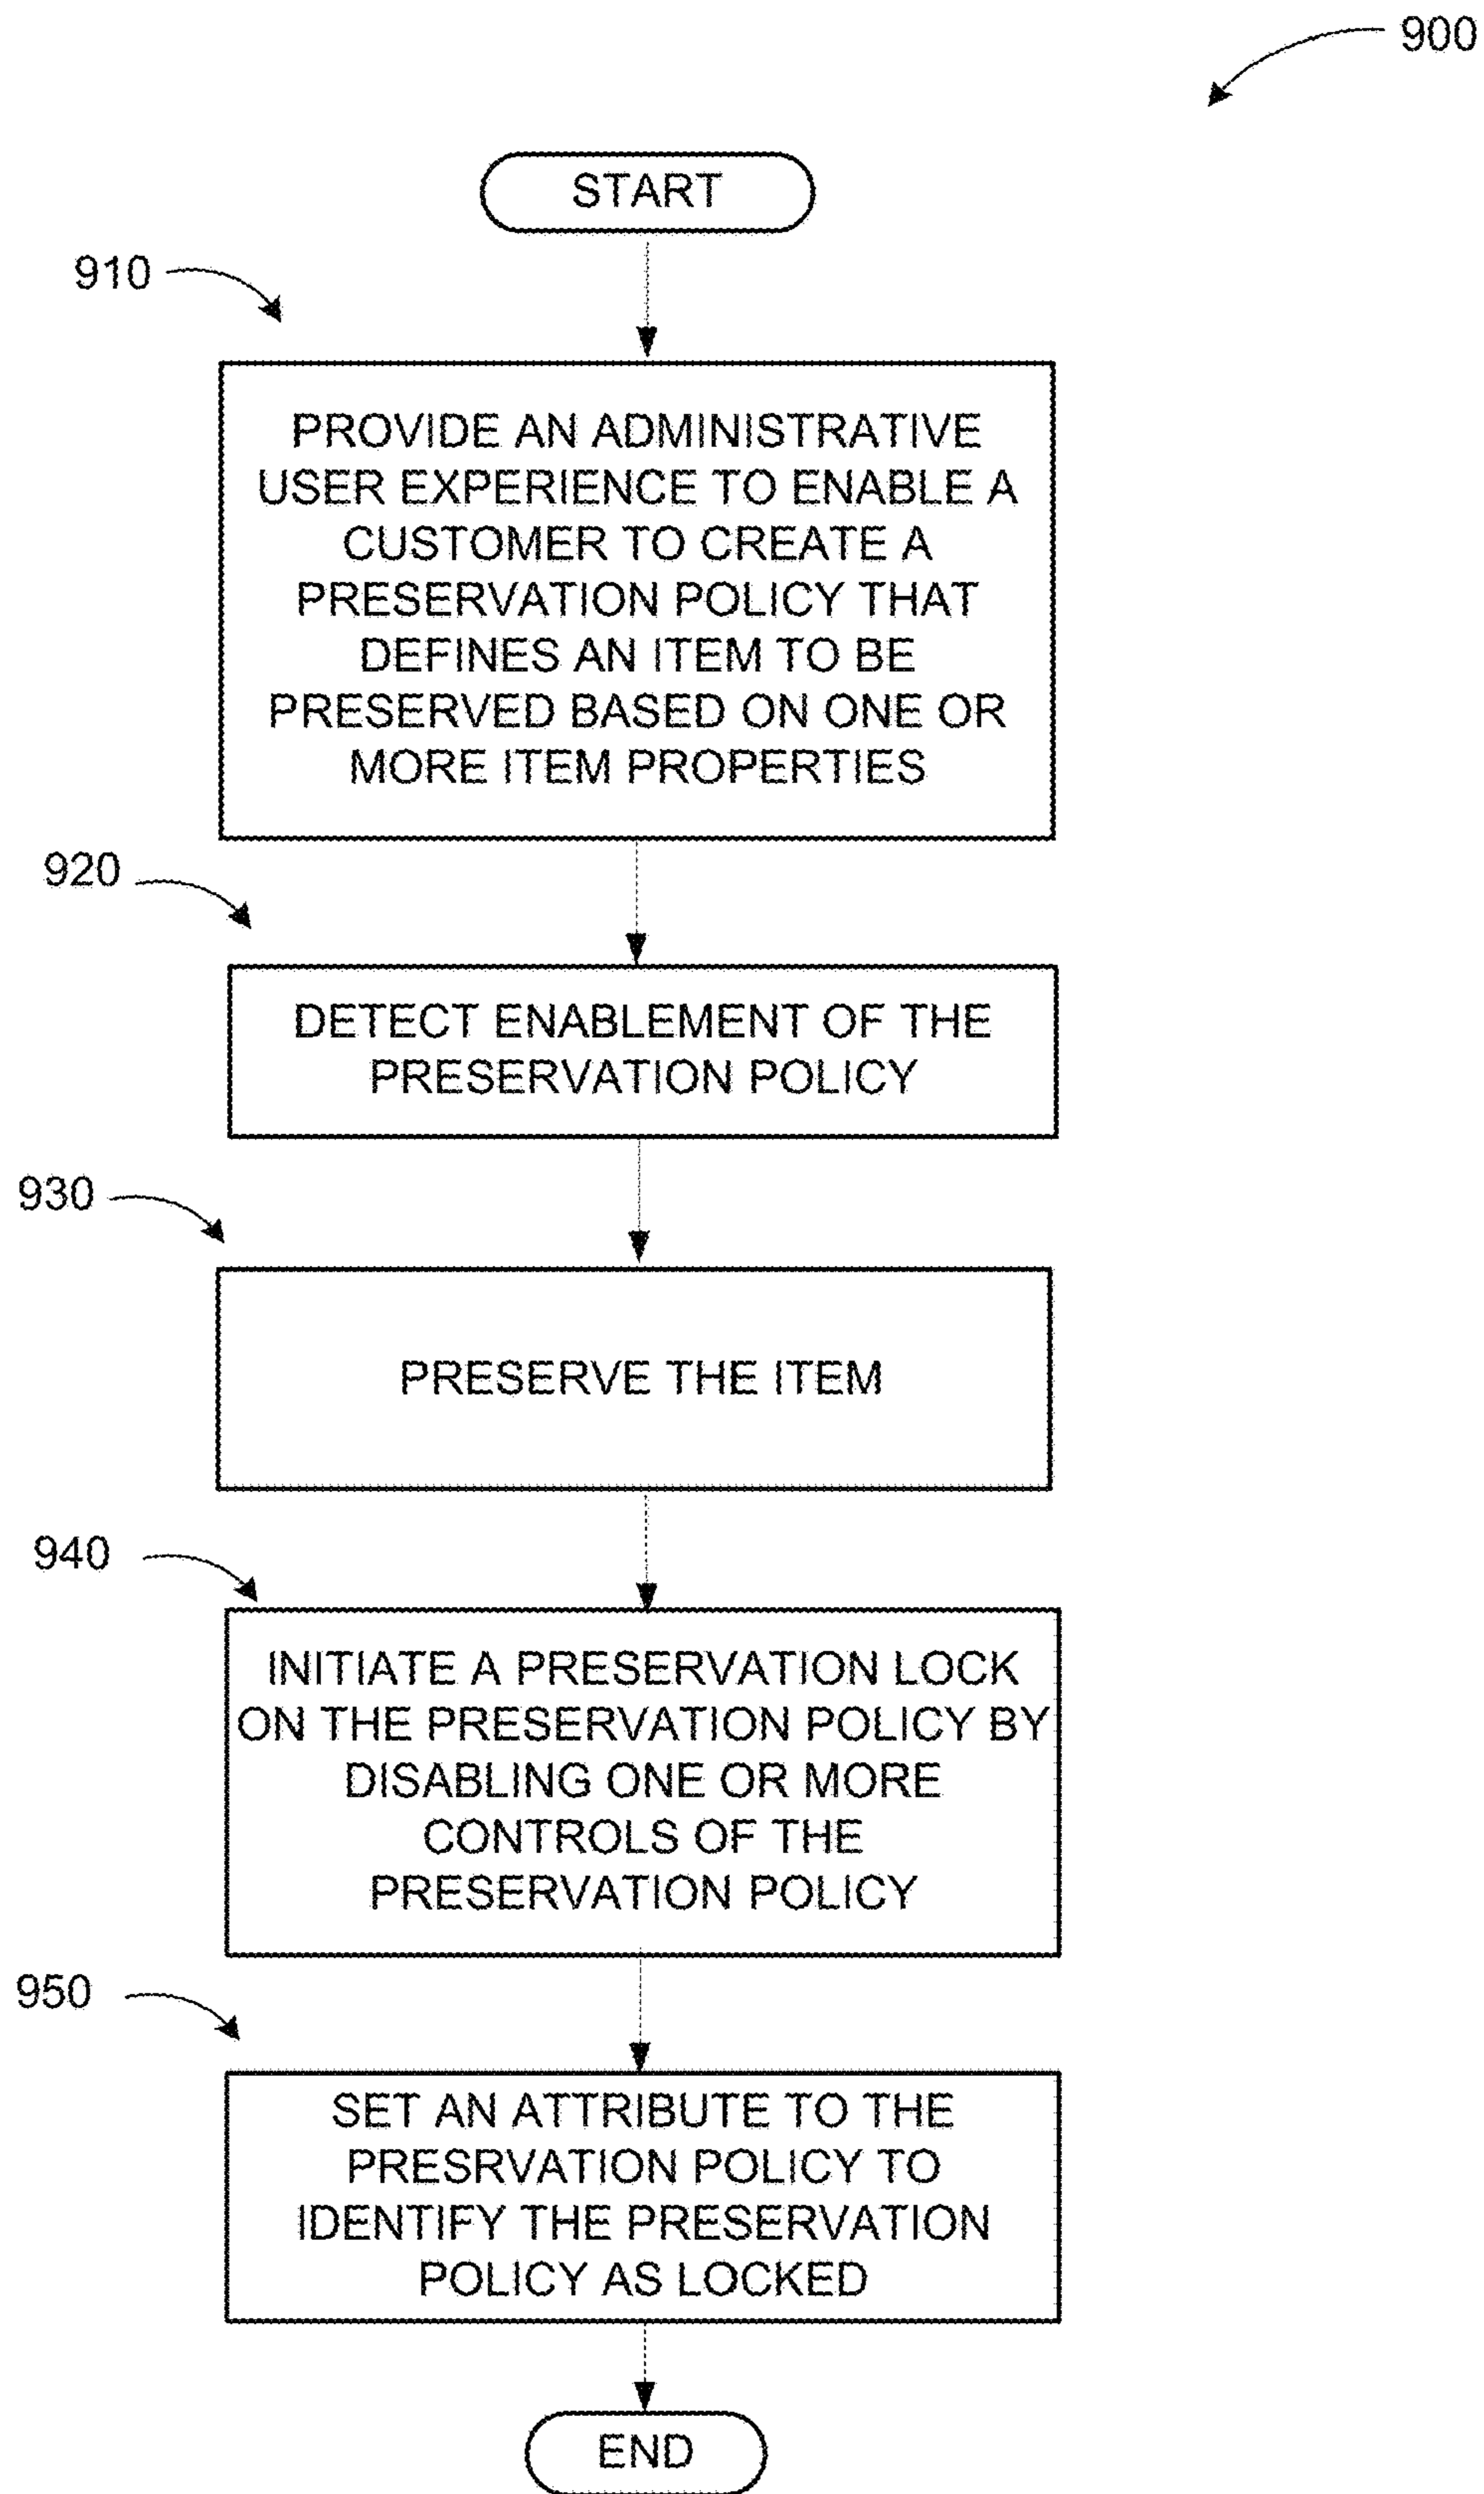 900
START
910
PROVIDE AN ADMINISTRATIVE
USER EXPERIENCE TO ENABLE A
CUSTOMER TO CREATE A
PRESERVATION POLICY THAT
DEFINES AN ITEM TO BE
PRESERVED BASED ON ONE OR
MORE ITEM PROPERTIES
920
DETECT ENABLEMENT OF THE
PRESERVATION POLICY
930
PRESERVE THE ITEM
940
INITIATE A PRESERVATION LOCK
ON THE PRESERVATION POLICY BY
DISABLING ONE OR MORE
CONTROLS OF THE
PRESERVATION POLICY
950
SET AN ATTRIBUTE TO THE
PRESRVATION POLICY TO
IDENTIFY THE PRESERVATION
POLICY AS LOCKED
END